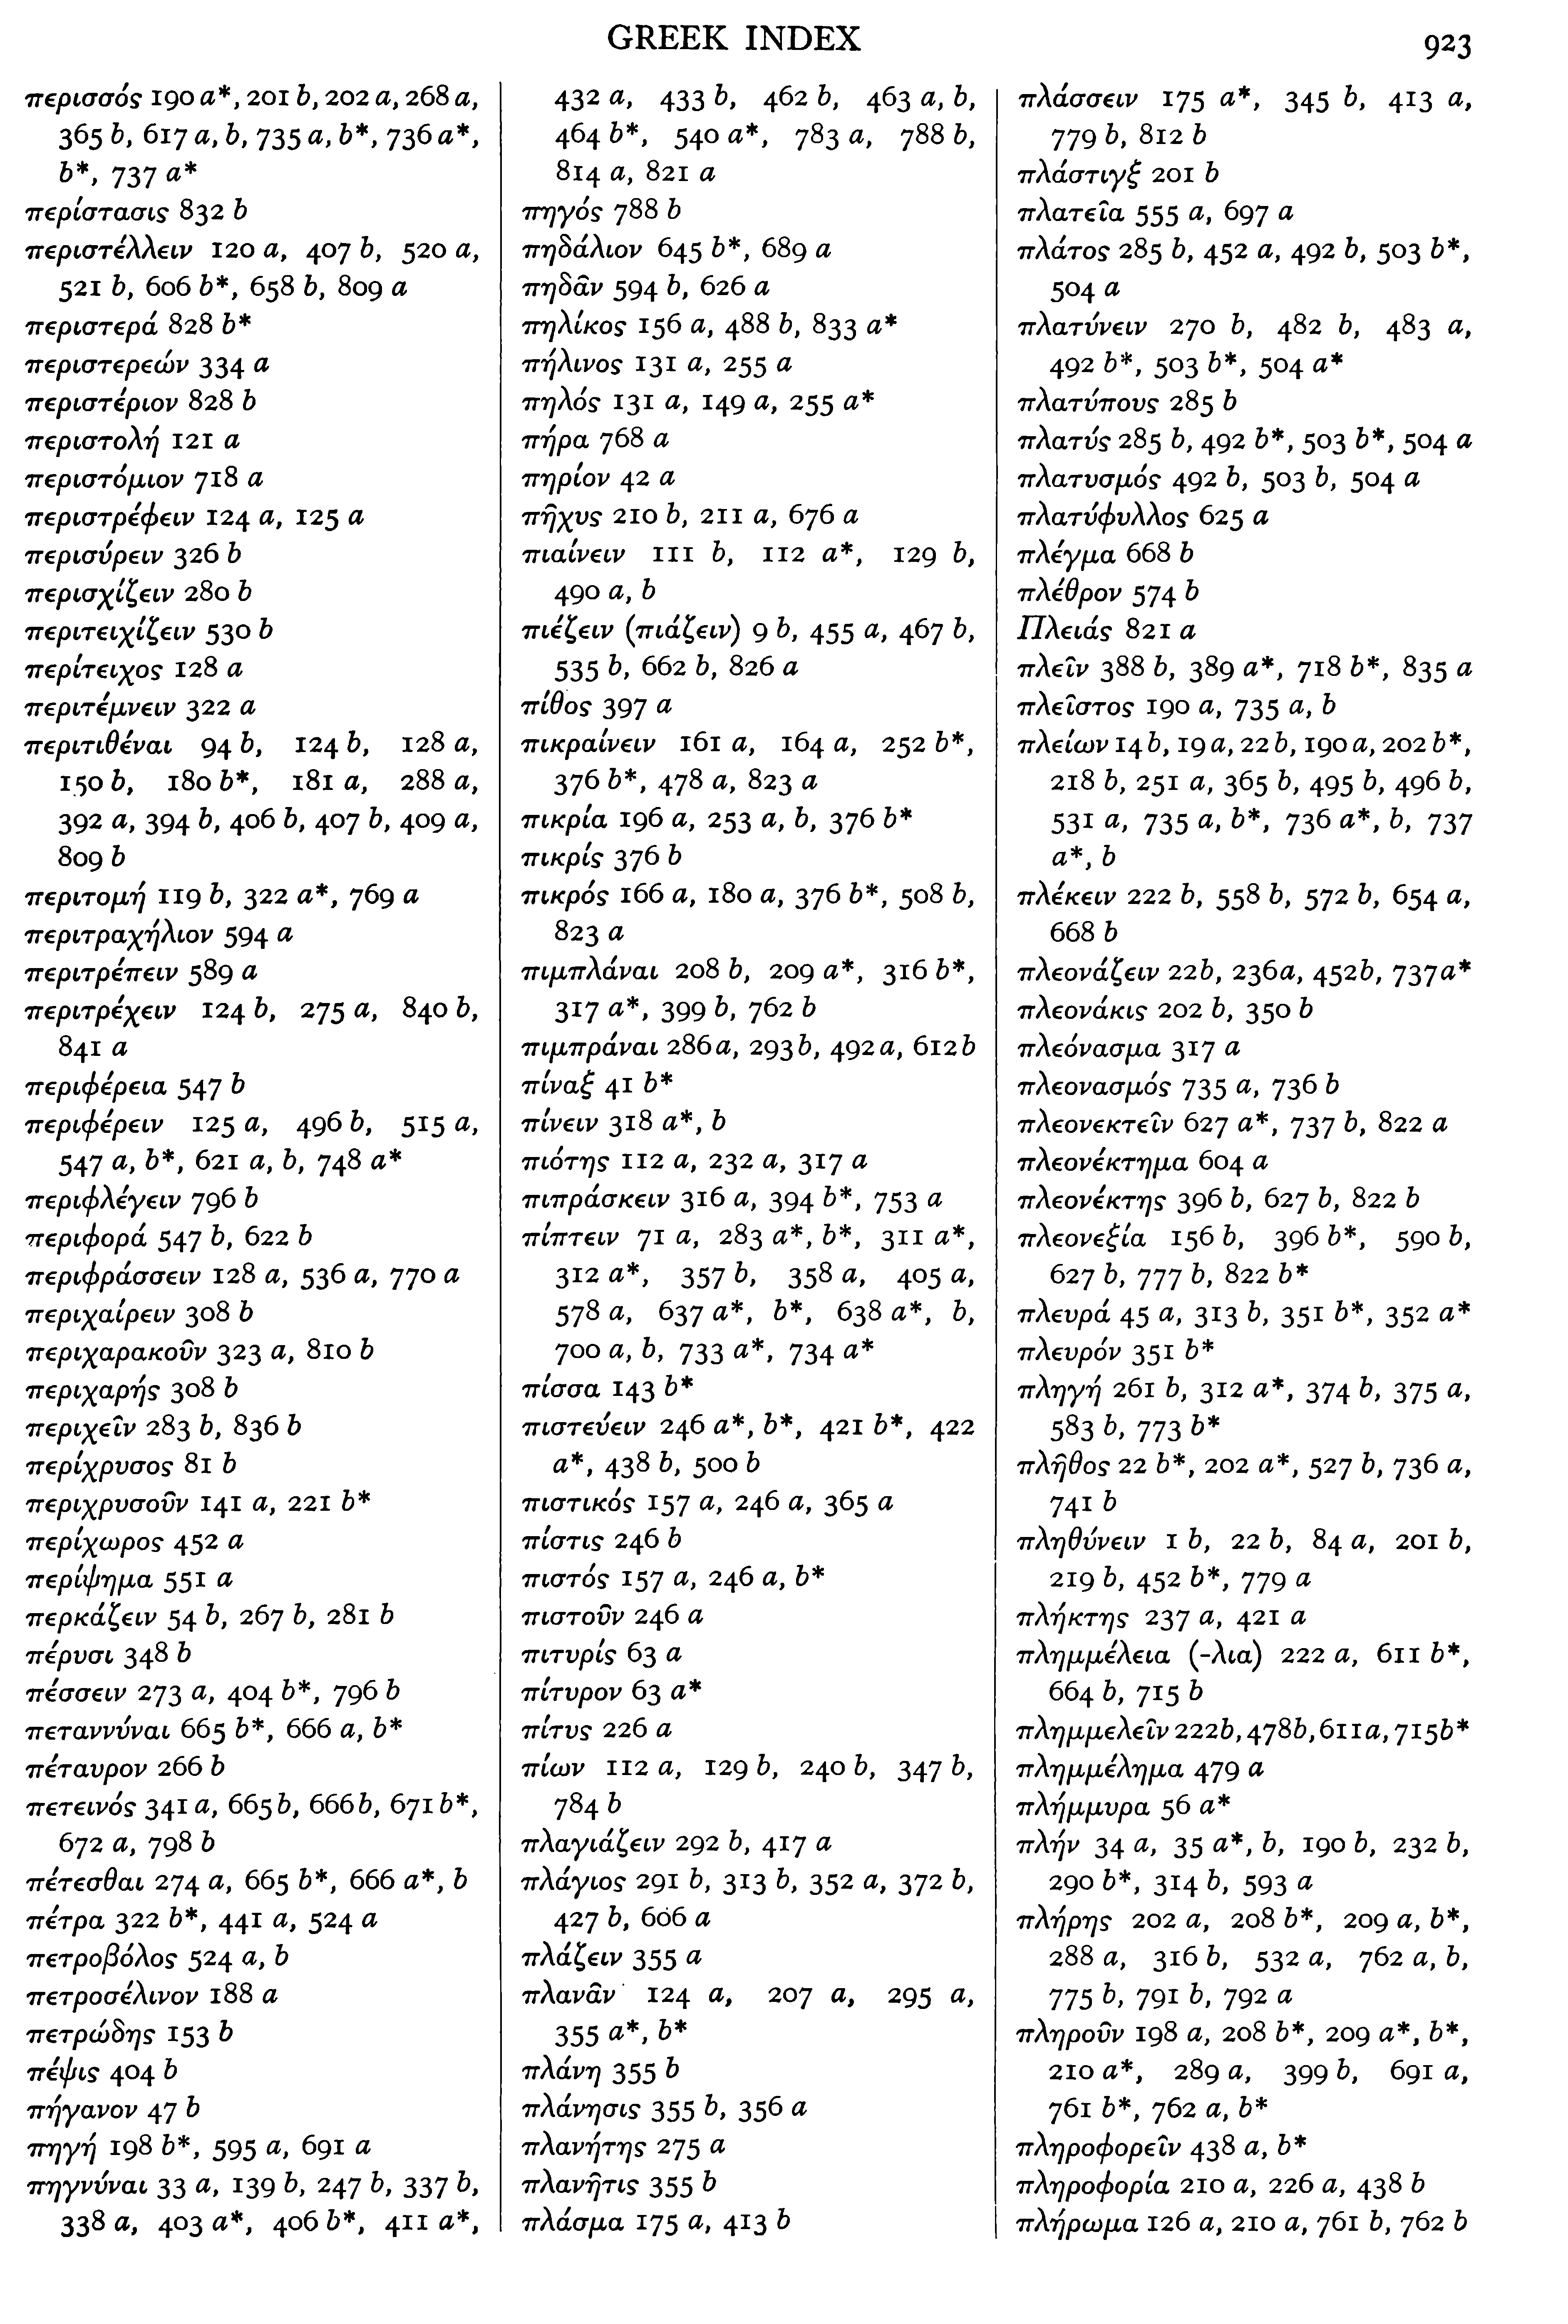 GREEK INDEX
923
περισσός 190 a*, 201 b, 202 a, 268 a,
365 b, 617 a, b, 735 a, b*, 736 a*,
b*, 737 a*
περίστασις 832 b
περιστέλλειν 120 a, 407 b, 520 a,
521 b, 606 b*, 658 b, 809 a
περιστερά 828 b*
περιστερεών 334 a
περιστέριον 828 b
περιστολή 121 a
περιστόμιον 718 a
περιστρέφειν 124 a, 125 a
περισύρειν 326 b
περισχίζειν 280 b
περιτειχίζειν 530 b
περίτειχος 128 a
περιτέμνειν 322 a
περιτιθέναι 94 b, 124 b, 128 a,
150 b, 180 b*, 181 a, 288 a,
392 a, 394 b, 406 b, 407 b, 409 a,
809 b
περιτομή 119 b, 322 a*, 769 a
περιτραχήλιον 594 a
περιτρέπειν 589 a
περιτρέχειν 124 b, 275 a, 840 b,
841 a
περιφέρεια 547 b
περιφέρειν 125 a, 496 b, 515 a,
547 a, b*, 621 a, b, 748 a*
περιφλέγειν 796 b
περιφορά 547 b, 622 b
περιφράσσειν 128 a, 536 a, 770 a
περιχαίρειν 308 b
περιχαρακοῦν 323 a, 810 b
περιχαρής 308 b
περιχεῖν 283 b, 836 b
περίχρυσος 81 b
περιχρυσοῦν 141 a, 221 b*
περίχωρος 452 a
περίψημα 551 a
περκάζειν 54 b, 267 b, 281 b
πέρυσι 348 b
πέσσειν 273 a, 404 b*, 796 b
πεταννύναι 665 b*, 666 a, b*
πέταυρον 266 b
πετεινός 341 a, 665 b, 666 b, 671 b*,
672 a, 798 b
πέτεσθαι 274 a, 665 b*, 666 a*, b
πέτρα 322 b*, 441 a, 524 a
πετροβόλος 524 a, b
πετροσέλινον 188 a
πετρώδης 153 b
πέψις 404 b
πήγανον 47 b
πηγή 198 b*, 595 a, 691 a
πηγνύναι 33 a, 139 b, 247 b, 337 b,
338 a, 403 a*, 406 b*, 411 a*,
432 a, 433 b, 462 b, 463 a, b,
464 b*, 540 a*, 783 a, 788 b,
814 a, 821 a
πηγός 788 b
πηδάλιον 645 b*, 689 a
πηδᾶν 594 b, 626 a
πηλίκος 156 a, 488 b, 833 a*
πήλινος 131 a, 255 a
πηλός 131 a, 149 a, 255 a*
πήρα 768 a
πηρίον 42 a
πῆχυς 210 b, 211 a, 676 a
πιαίνειν 111 b, 112 a*, 129 b,
490 a, b
πιέζειν (πιάζειν) 9 b, 455 a, 467 b,
535 b, 662 b, 826 a
πίθος 397 a
πικραίνειν 161 a, 164 a, 252 b*,
376 b*, 478 a, 823 a
πικρία 196 a, 253 a, b, 376 b*
πικρίς 376 b
πικρός 166 a, 180 a, 376 b*, 508 b,
823 a
πιμπλάναι 208 b, 209 a*, 316 b*,
317 a*, 399 b, 762 b
πιμπράναι 286 a, 293 b, 492 a, 612 b
πίναξ 41 b*
πίνειν 318 a*, b
πιότης 112 a, 232 a, 317 a
πιπράσκειν 316 a, 394 b*, 753 a
πίπτειν 71 a, 283 a*, b*, 311 a*,
312 a*, 357 b, 358 a, 405 a,
578 a, 637 a*, b*, 638 a*, b,
700 a, b, 733 a*, 734 a*
πίσσα 143 b*
πιστεύειν 246 a*, b*, 421 b*, 422
a*, 438 b, 500 b
πιστικός 157 a, 246 a, 365 a
πίστις 246 b
πιστός 157 a, 246 a, b*
πιστοῦν 246 a
πιτυρίς 63 a
πίτυρον 63 a*
πίτυς 226 a
πίων 112 a, 129 b, 240 b, 347 b,
784 b
πλαγιάζειν 292 b, 417 a
πλάγιος 291 b, 313 b, 352 a, 372 b,
427 b, 606 a
πλάζειν 355 a
πλανᾶν 124 a, 207 a, 295 a,
355 a*, b*
πλάνη 355 b
πλάνησις 355 b, 356 a
πλανήτης 275 a
πλανῆτις 355 b
πλάσμα 175 a, 413 b
πλάσσειν 175 a*, 345 b, 413 a,
779 b, 812 b
πλάστιγξ 201 b
πλατεῖα 555 a, 697 a
πλάτος 285 b, 452 a, 492 b, 503 b*,
504 a
πλατύνειν 270 b, 482 b, 483 a,
492 b*, 503 b*, 504 a*
πλατύπους 285 b
πλατύς 285 b, 492 b*, 503 b*, 504 a
πλατυσμός 492 b, 503 b, 504 a
πλατύφυλλος 625 a
πλέγμα 668 b
πλέθρον 574 b
Πλειάς 821 a
πλεῖν 388 b, 389 a*, 718 b*, 835 a
πλεῖστος 190 a, 735 a, b
πλείων 14 b, 19 a, 22 b, 190 a, 202 b*,
218 b, 251 a, 365 b, 495 b, 496 b,
531 a, 735 a, b*, 736 a*, b, 737
a*, b
πλέκειν 222 b, 558 b, 572 b, 654 a,
668 b
πλεονάζειν 22b, 236a, 452b, 737a*
πλεονάκις 202 b, 350 b
πλεόνασμα 317 a
πλεονασμός 735 a, 736 b
πλεονεκτεῖν 627 a*, 737 b, 822 a
πλεονέκτημα 604 a
πλεονέκτης 396 b, 627 b, 822 b
πλεονεξία 156 b, 396 b*, 590 b,
627 b, 777 b, 822 b*
πλευρά 45 a, 313 b, 351 b*, 352 a*
πλευρόν 351 b*
πληγή 261 b, 312 a*, 374 b, 375 a,
583 b, 773 b*
πλῆθος 22 b*, 202 a*, 527 b, 736 a,
741 b
πληθύνειν 1 b, 22 b, 84 a, 201 b,
219 b, 452 b*, 779 a
πλήκτης 237 a, 421 a
πλημμέλεια (-λια) 222 a, 611 b*,
664 b, 715 b
πλημμελεῖν 222b, 478b, 611a, 715b*
πλημμέλημα 479 a
πλήμμυρα 56 a*
πλήν 34 a, 35 a*, b, 190 b, 232 b,
290 b*, 314 b, 593 a
πλήρης 202 a, 208 b*, 209 a, b*,
288 a, 316 b, 532 a, 762 a, b,
775 b, 791 b, 792 a
πληροῦν 198 a, 208 b*, 209 a*, b*,
210 a*, 289 a, 399 b, 691 a,
761 b*, 762 a, b*
πληροφορεῖν 438 a, b*
πληροφορία 210 a, 226 a, 438 b
πλήρωμα 126 a, 210 a, 761 b, 762 b